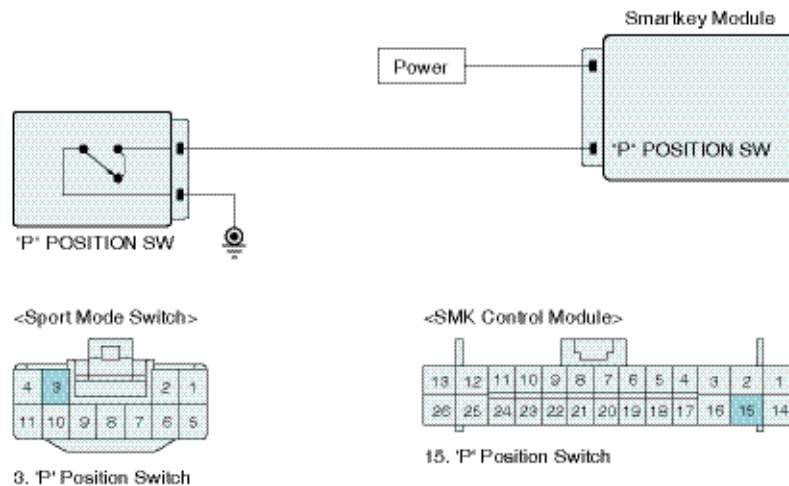 Smartkey Module
Power
"P" POSITION SW
"P" POSITION SW
<Sport Mode Switch>
4 3 2 1
11 10 9 8 7 6 5
3. "P" Position Switch
<SMK Control Module>
13 12 11 10 9 8 7 6 5 4 3 2 1
26 25 24 23 22 21 20 19 18 17 16 15 14
15. "P" Position Switch